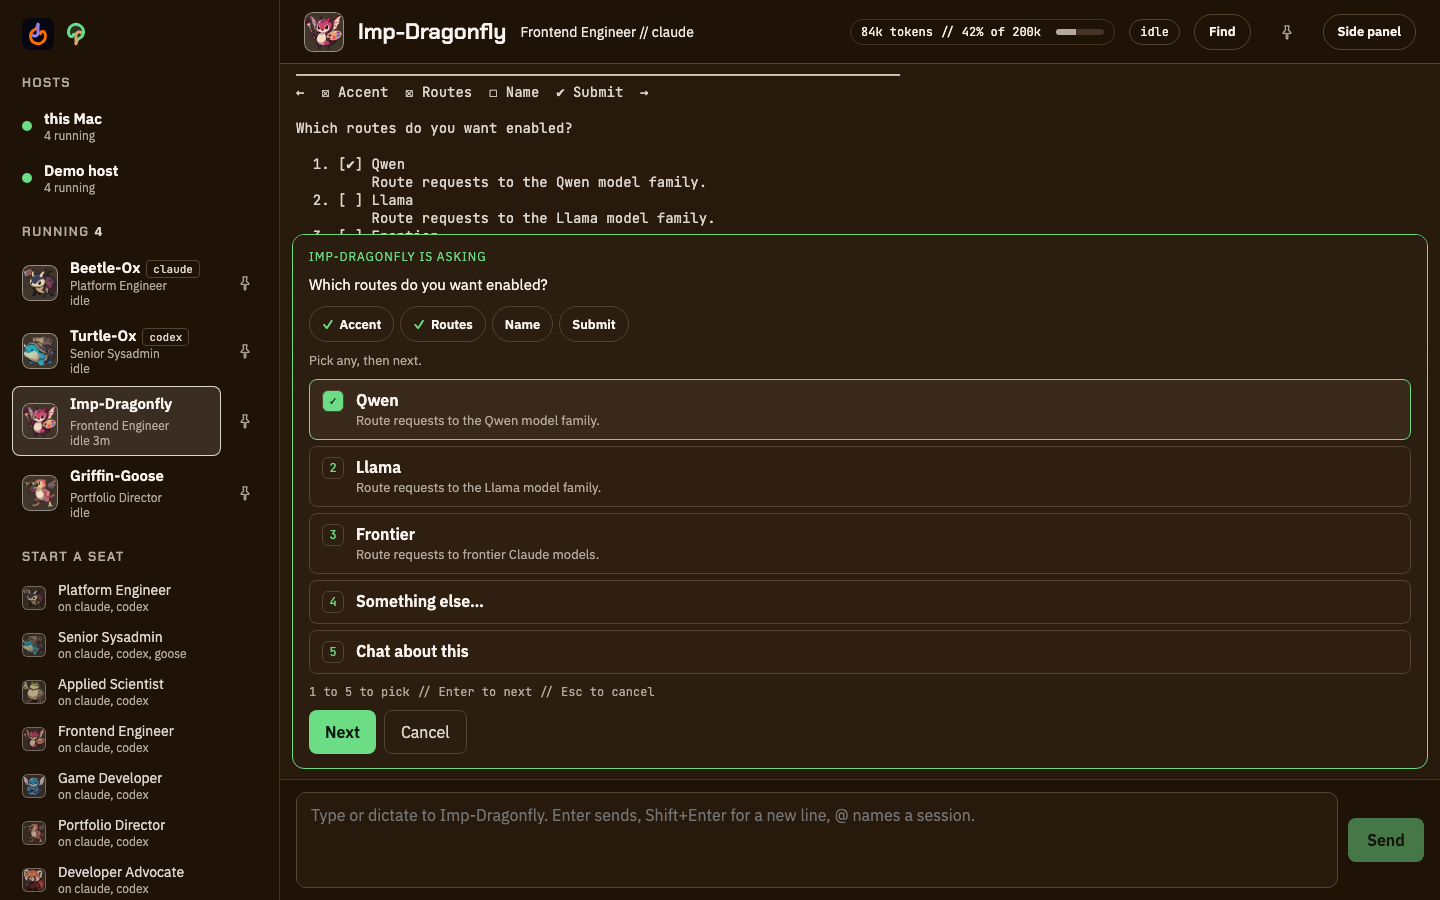 HOSTS
this Mac
4 running
Demo host
4 running
RUNNING 4
Beetle-Ox claude
Platform Engineer
idle
Turtle-Ox codex
Senior Sysadmin
idle
Imp-Dragonfly
Frontend Engineer
idle 3m
Griffin-Goose
Portfolio Director
idle
START A SEAT
Platform Engineer
on claude, codex
Senior Sysadmin
on claude, codex, goose
Applied Scientist
on claude, codex
Frontend Engineer
on claude, codex
Game Developer
on claude, codex
Portfolio Director
on claude, codex
Developer Advocate
on claude, codex
Imp-Dragonfly Frontend Engineer // claude 84k tokens // 42% of 200k idle Find Side panel
← ☒ Accent ☒ Routes ☐ Name ✔ Submit →
Which routes do you want enabled?
1. [✔] Qwen
Route requests to the Qwen model family.
2. [ ] Llama
Route requests to the Llama model family.
3. [ ] Frontier
IMP-DRAGONFLY IS ASKING
Which routes do you want enabled?
✓ Accent ✓ Routes Name Submit
Pick any, then next.
✓ Qwen
Route requests to the Qwen model family.
2 Llama
Route requests to the Llama model family.
3 Frontier
Route requests to frontier Claude models.
4 Something else...
5 Chat about this
1 to 5 to pick // Enter to next // Esc to cancel
Next Cancel
Type or dictate to Imp-Dragonfly. Enter sends, Shift+Enter for a new line, @ names a session.
Send